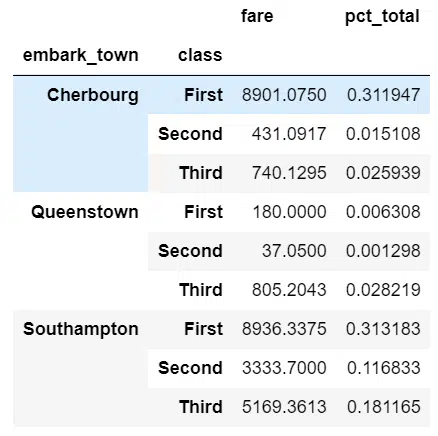 fare pct_total
embark_town class
Cherbourg First 8901.0750 0.311947
Second 431.0917 0.015108
Third 740.1295 0.025939
Queenstown First 180.0000 0.006308
Second 37.0500 0.001298
Third 805.2043 0.028219
Southampton First 8936.3375 0.313183
Second 3333.7000 0.116833
Third 5169.3613 0.181165